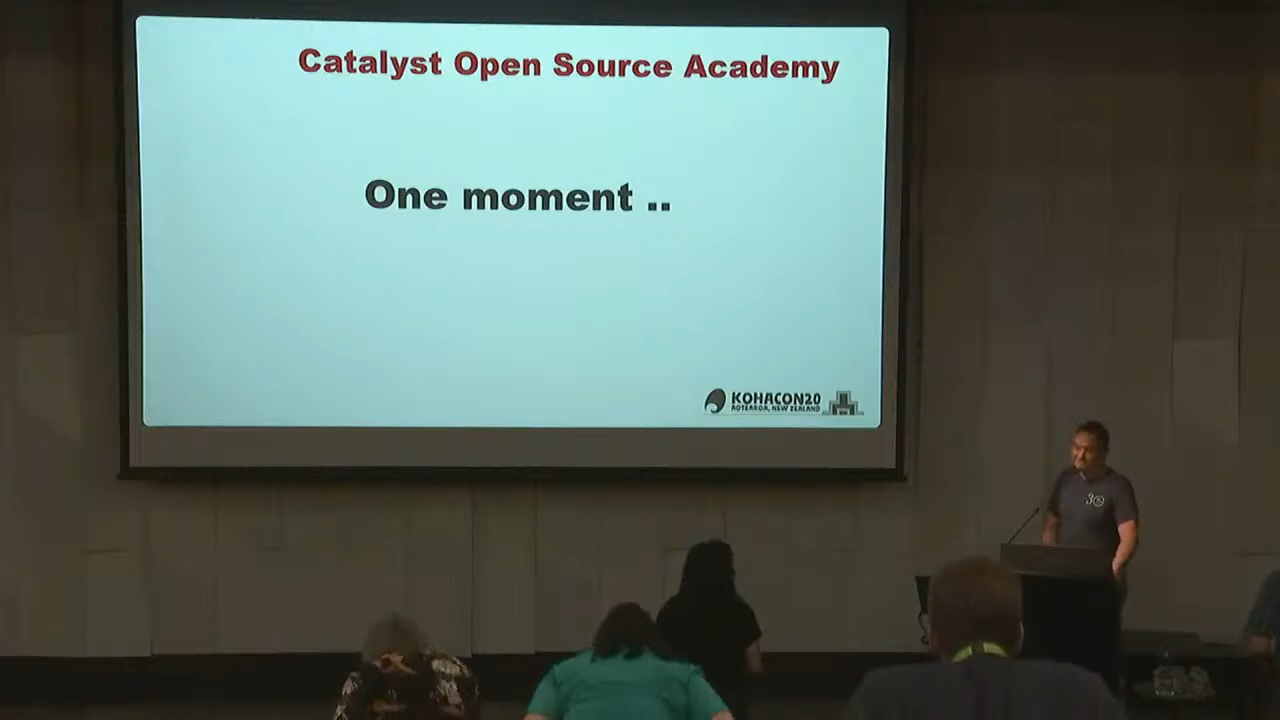 Catalyst Open Source Academy
One moment ..
KOHACON20
AOTEAROA, NEW ZEALAND